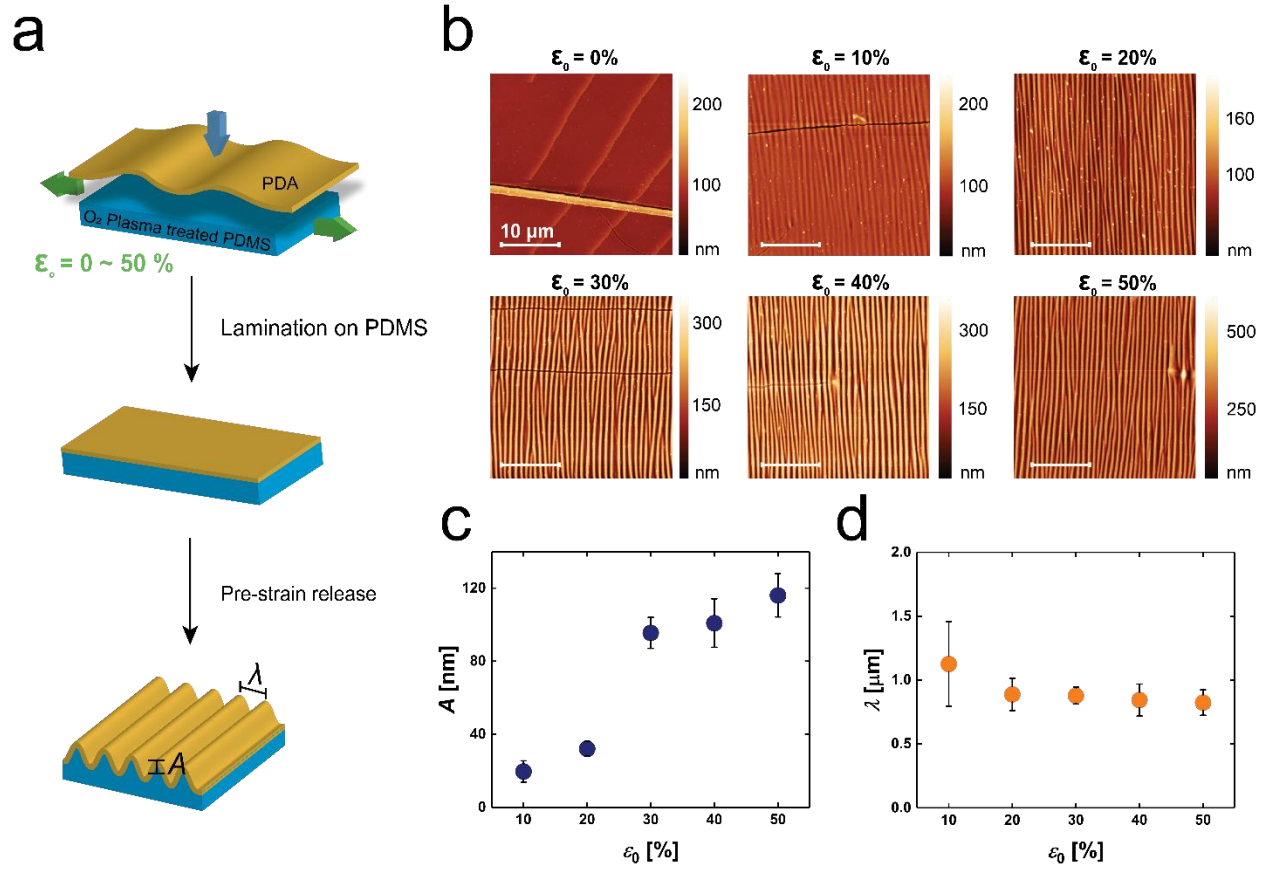 a
PDA
O₂ Plasma treated PDMS
ε₀ = 0 ~ 50 %
Lamination on PDMS
Pre-strain release
λ
A
b
ε₀ = 0%
200
100
nm
10 μm
ε₀ = 10%
200
100
nm
ε₀ = 20%
160
80
nm
ε₀ = 30%
300
150
nm
ε₀ = 40%
300
150
nm
ε₀ = 50%
500
250
nm
c
A [nm]
120
80
40
0
10 20 30 40 50
ε₀ [%]
d
λ [μm]
2.0
1.5
1.0
0.5
0.0
10 20 30 40 50
ε₀ [%]